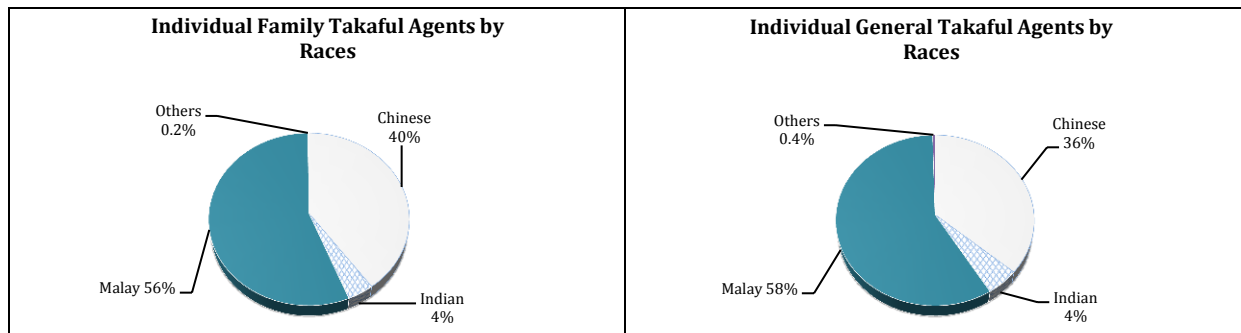 Individual Family Takaful Agents by
Races
Others
0.2%
Chinese
40%
Malay 56%
Indian
4%
Individual General Takaful Agents by
Races
Others
0.4%
Chinese
36%
Malay 58%
Indian
4%